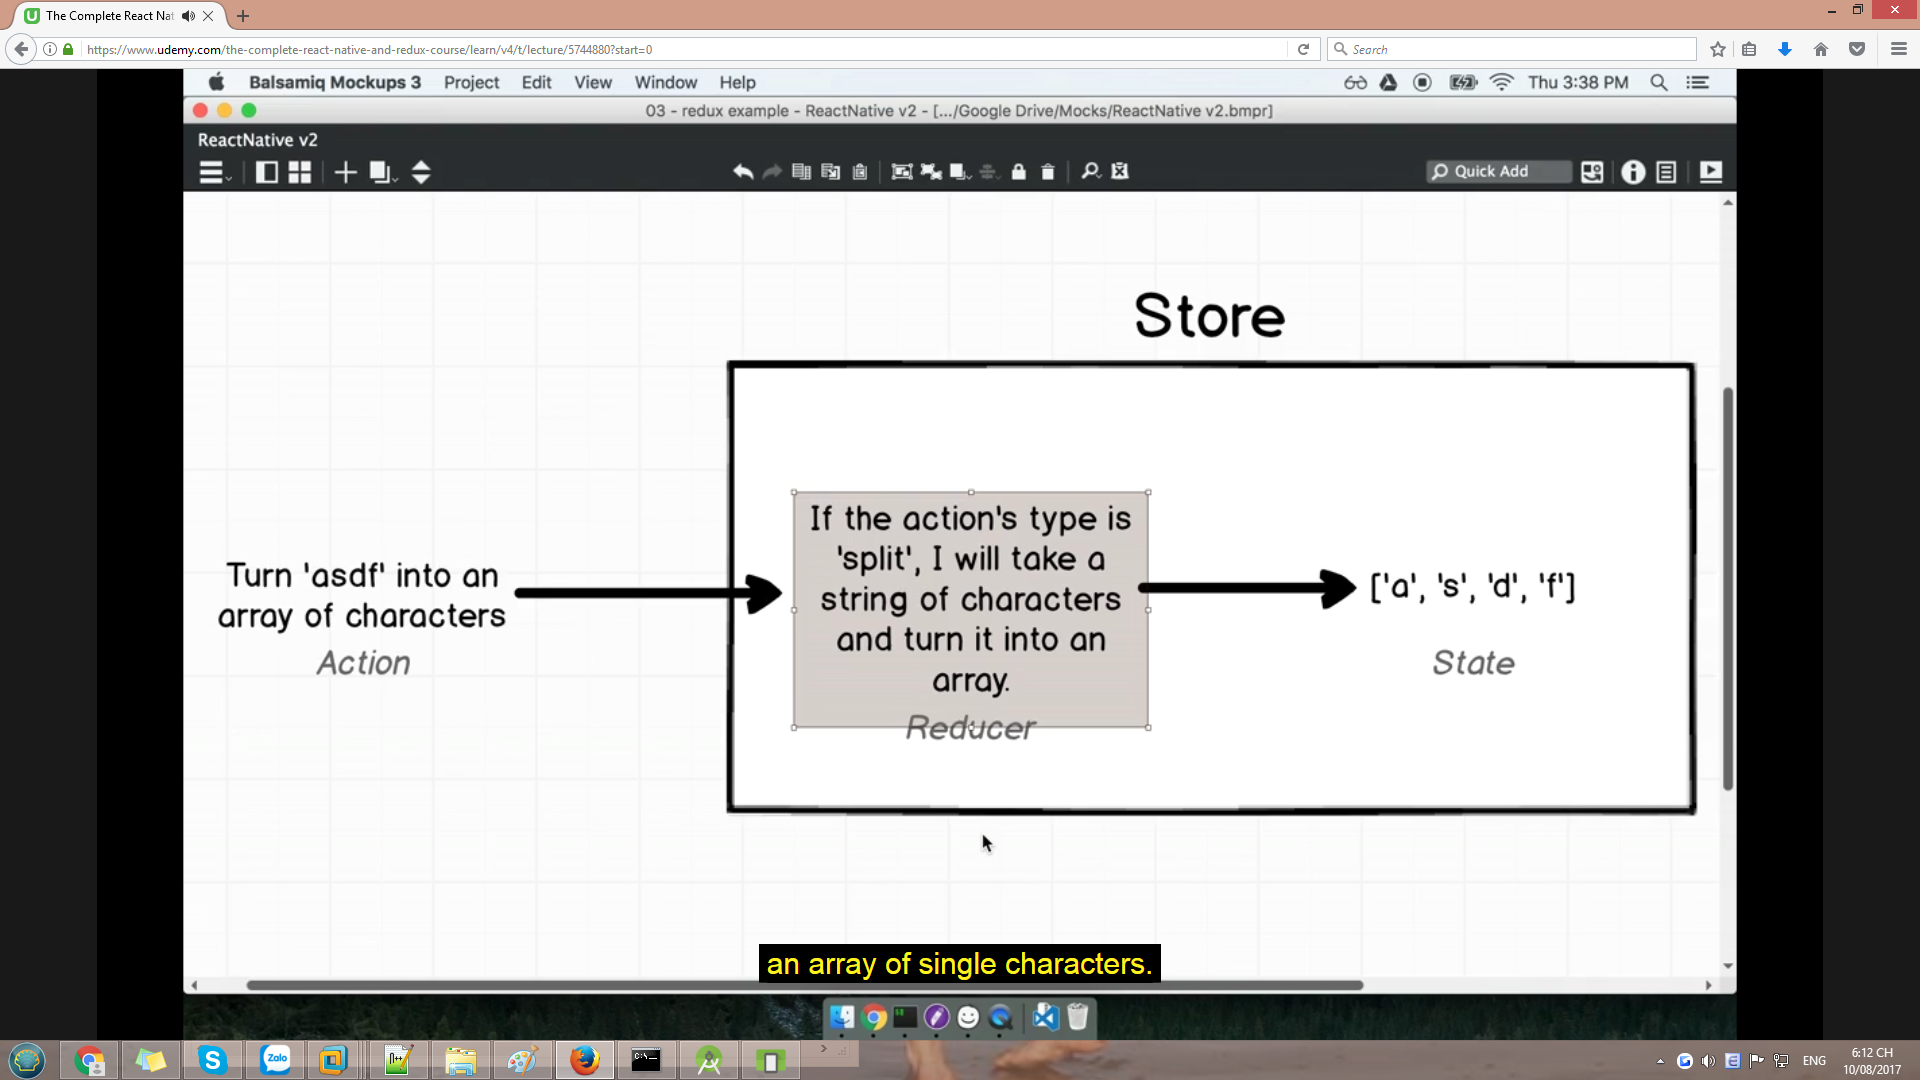 The Complete React Nat
https://www.udemy.com/the-complete-react-native-and-redux-course/learn/v4/t/lecture/5744880?start=0
Search
Balsamiq Mockups 3 Project Edit View Window Help
Thu 3:38 PM
03 - redux example - ReactNative v2 - [.../Google Drive/Mocks/ReactNative v2.bmpr]
ReactNative v2
Quick Add
Store
Turn 'asdf' into an
array of characters
Action
If the action's type is
'split', I will take a
string of characters
and turn it into an
array.
Reducer
['a', 's', 'd', 'f']
State
an array of single characters.
Zalo
C:\-
ENG
6:12 CH
10/08/2017